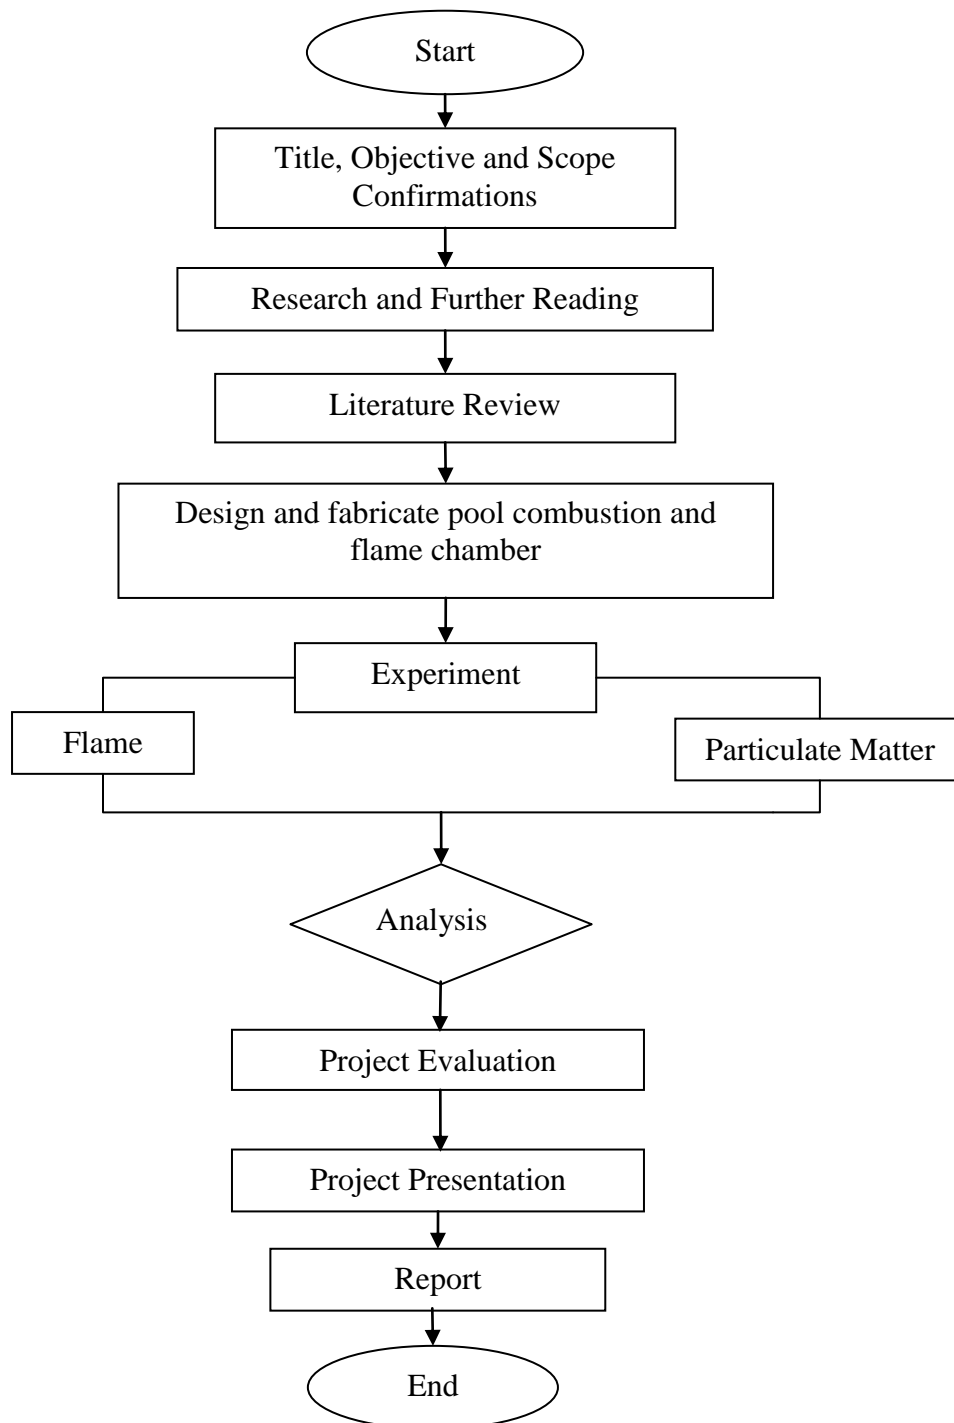 Start
Title, Objective and Scope
Confirmations
Research and Further Reading
Literature Review
Design and fabricate pool combustion and
flame chamber
Experiment
Flame
Particulate Matter
Analysis
Project Evaluation
Project Presentation
Report
End